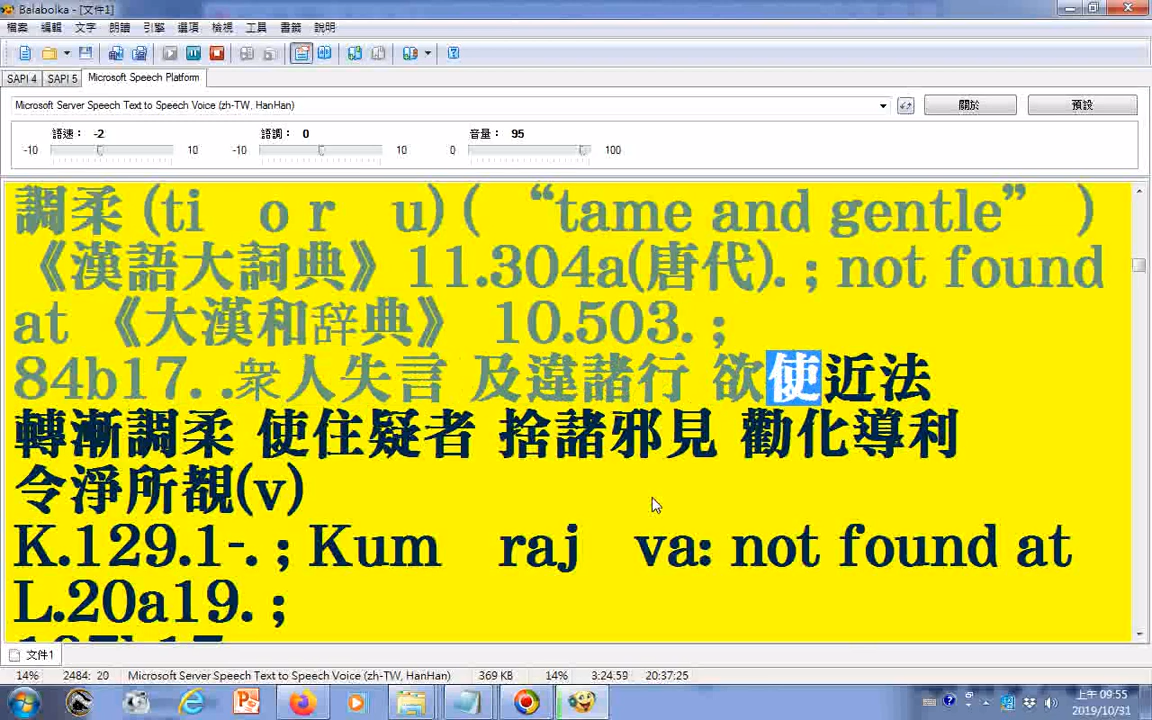 Balabolka - [文件1]
檔案 編輯 文字 朗讀 引擎 選項 檢視 工具 書籤 說明
SAPI 4 SAPI 5 Microsoft Speech Platform
Microsoft Server Speech Text to Speech Voice (zh-TW, HanHan) 關於 預設
語速： -2 語調： 0 音量： 95
-10 10 -10 10 0 100
調柔 (ti o r u) ( “tame and gentle” )
《漢語大詞典》 11.304a(唐代). ; not found
at 《大漢和辞典》 10.503. ;
84b17. .衆人失言 及違諸行 欲使近法
轉漸調柔 使住疑者 捨諸邪見 勸化導利
令淨所覩(v)
K.129.1-. ; Kum raj va: not found at
L.20a19. ;
文件1
14% 2484: 20 Microsoft Server Speech Text to Speech Voice (zh-TW, HanHan) 369 KB 14% 3:24:59 20:37:25
上午 09:55
2019/10/31